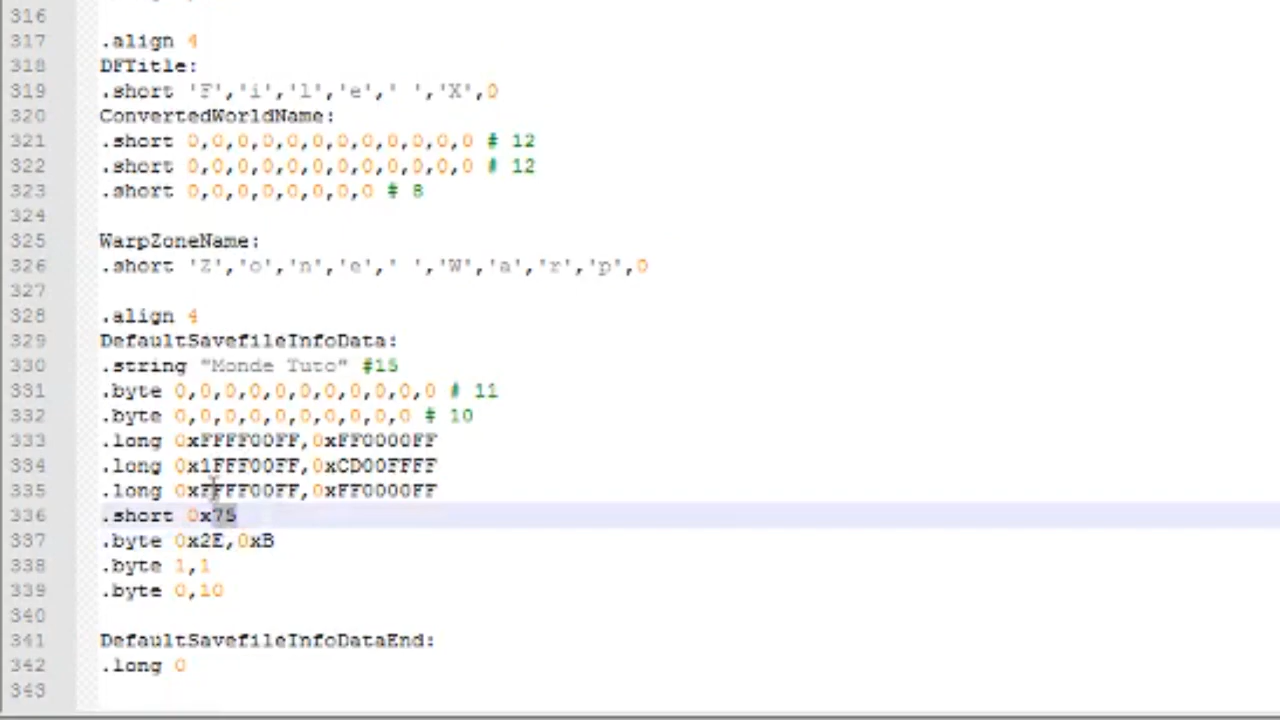 316
317 .align 4
318 DFTitle:
319 .short 'F','i','l','e',' ','X',0
320 ConvertedWorldName:
321 .short 0,0,0,0,0,0,0,0,0,0,0,0 # 12
322 .short 0,0,0,0,0,0,0,0,0,0,0,0 # 12
323 .short 0,0,0,0,0,0,0,0 # 8
324
325 WarpZoneName:
326 .short 'Z','o','n','e',' ','W','a','r','p',0
327
328 .align 4
329 DefaultSavefileInfoData:
330 .string "Monde Tuto" #15
331 .byte 0,0,0,0,0,0,0,0,0,0,0 # 11
332 .byte 0,0,0,0,0,0,0,0,0,0 # 10
333 .long 0xFFFF00FF,0xFF0000FF
334 .long 0x1FFF00FF,0xCD00FFFF
335 .long 0xFFFF00FF,0xFF0000FF
336 .short 0x75
337 .byte 0x2E,0xB
338 .byte 1,1
339 .byte 0,10
340
341 DefaultSavefileInfoDataEnd:
342 .long 0
343